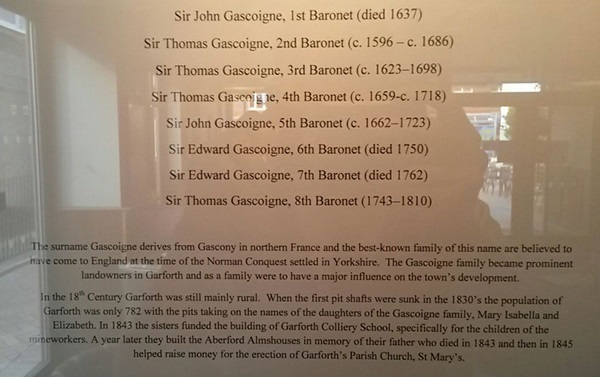 Sir John Gascoigne, 1st Baronet (died 1637)
Sir Thomas Gascoigne, 2nd Baronet (c. 1596 – c. 1686)
Sir Thomas Gascoigne, 3rd Baronet (c. 1623–1698)
Sir Thomas Gascoigne, 4th Baronet (c. 1659-c. 1718)
Sir John Gascoigne, 5th Baronet (c. 1662–1723)
Sir Edward Gascoigne, 6th Baronet (died 1750)
Sir Edward Gascoigne, 7th Baronet (died 1762)
Sir Thomas Gascoigne, 8th Baronet (1743–1810)
The surname Gascoigne derives from Gascony in northern France and the best-known family of this name are believed to
have come to England at the time of the Norman Conquest settled in Yorkshire. The Gascoigne family became prominent
landowners in Garforth and as a family were to have a major influence on the town's development.
In the 18th Century Garforth was still mainly rural. When the first pit shafts were sunk in the 1830's the population of
Garforth was only 782 with the pits taking on the names of the daughters of the Gascoigne family, Mary Isabella and
Elizabeth. In 1843 the sisters funded the building of Garforth Colliery School, specifically for the children of the
mineworkers. A year later they built the Aberford Almshouses in memory of their father who died in 1843 and then in 1845
helped raise money for the erection of Garforth's Parish Church, St Mary's.